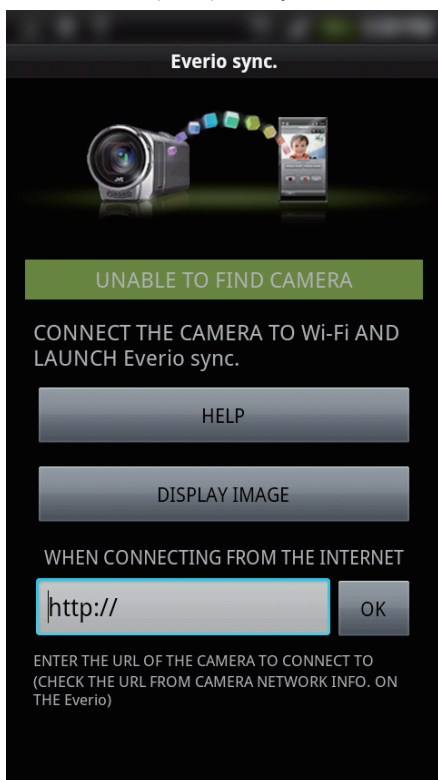 Everio sync.
JVC
UNABLE TO FIND CAMERA
CONNECT THE CAMERA TO Wi-Fi AND
LAUNCH Everio sync.
HELP
DISPLAY IMAGE
WHEN CONNECTING FROM THE INTERNET
http://
OK
ENTER THE URL OF THE CAMERA TO CONNECT TO
(CHECK THE URL FROM CAMERA NETWORK INFO. ON
THE Everio)